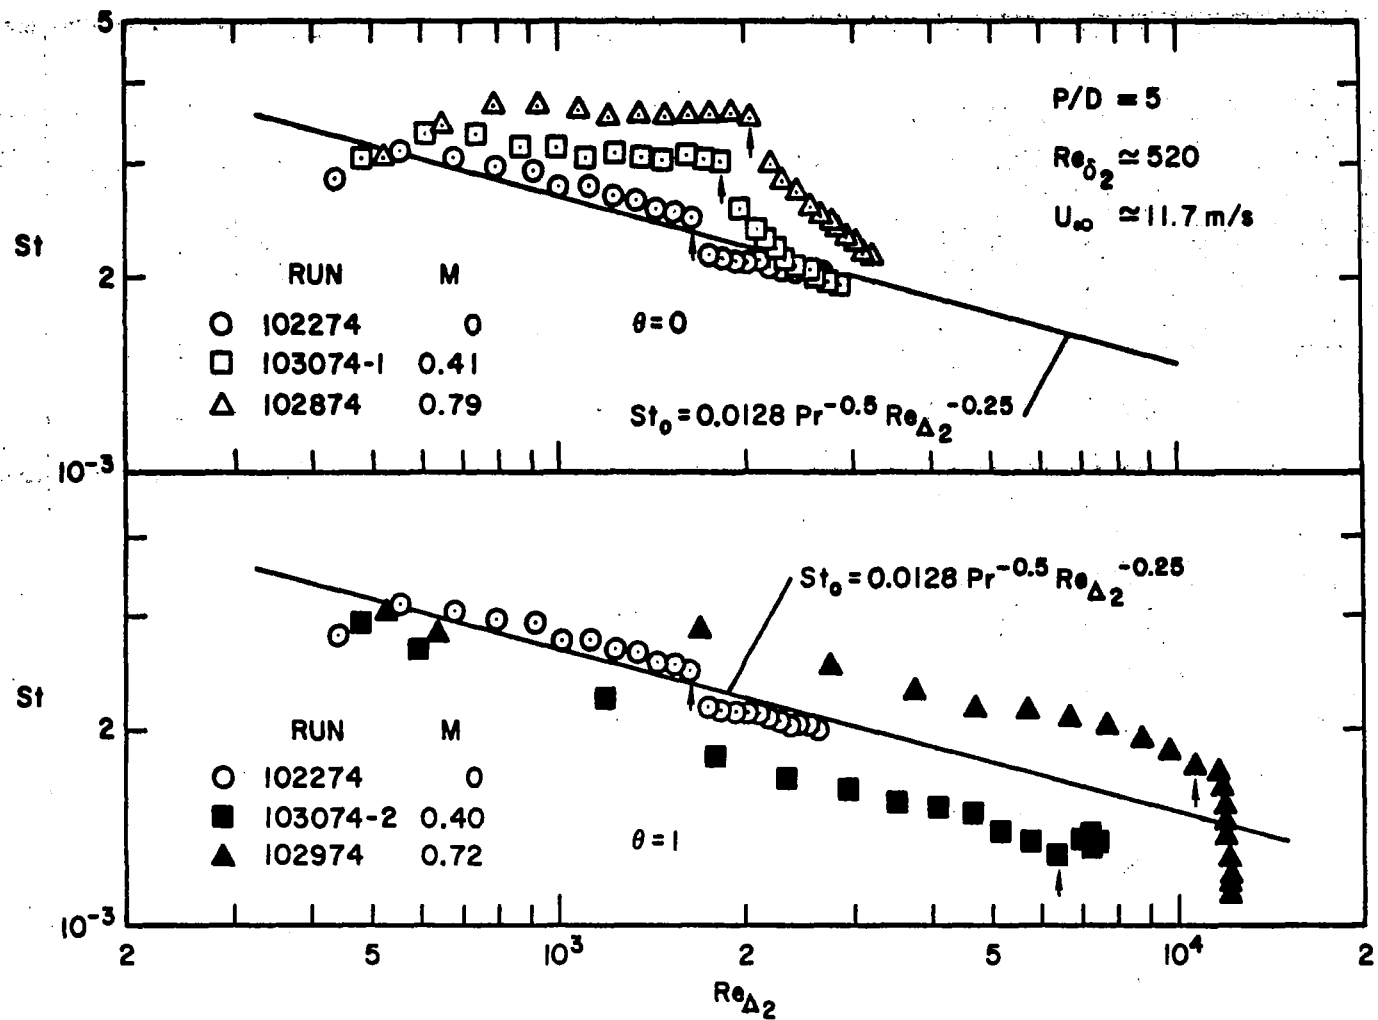 5
P/D = 5
Re_δ₂ ≃ 520
U_∞ ≃ 11.7 m/s
St
2
RUN M
○ 102274 0
□ 103074-1 0.41
△ 102874 0.79
θ=0
St₀ = 0.0128 Pr^-0.5 Re_Δ₂^-0.25
10^-3
St₀ = 0.0128 Pr^-0.5 Re_Δ₂^-0.25
St
2
RUN M
○ 102274 0
■ 103074-2 0.40
▲ 102974 0.72
θ=1
10^-3
2 5 10^3 2 5 10^4 2
Re_Δ₂